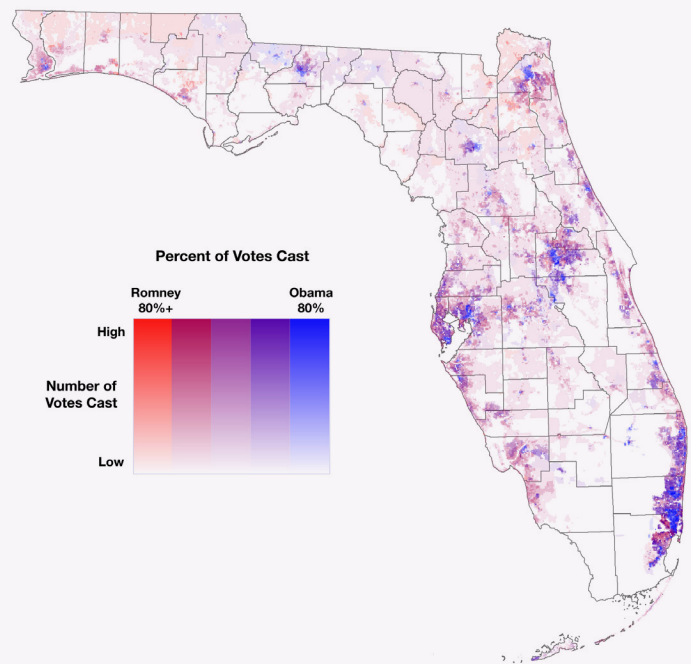 Percent of Votes Cast
Romney Obama
80%+ 80%
High
Number of
Votes Cast
Low